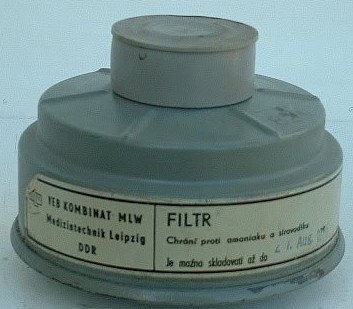 VEB KOMBINAT MLW
Medizintechnik Leipzig
DDR
FILTR
Chrání proti amoniaku a sirovodíku
Je možno skladovati až do